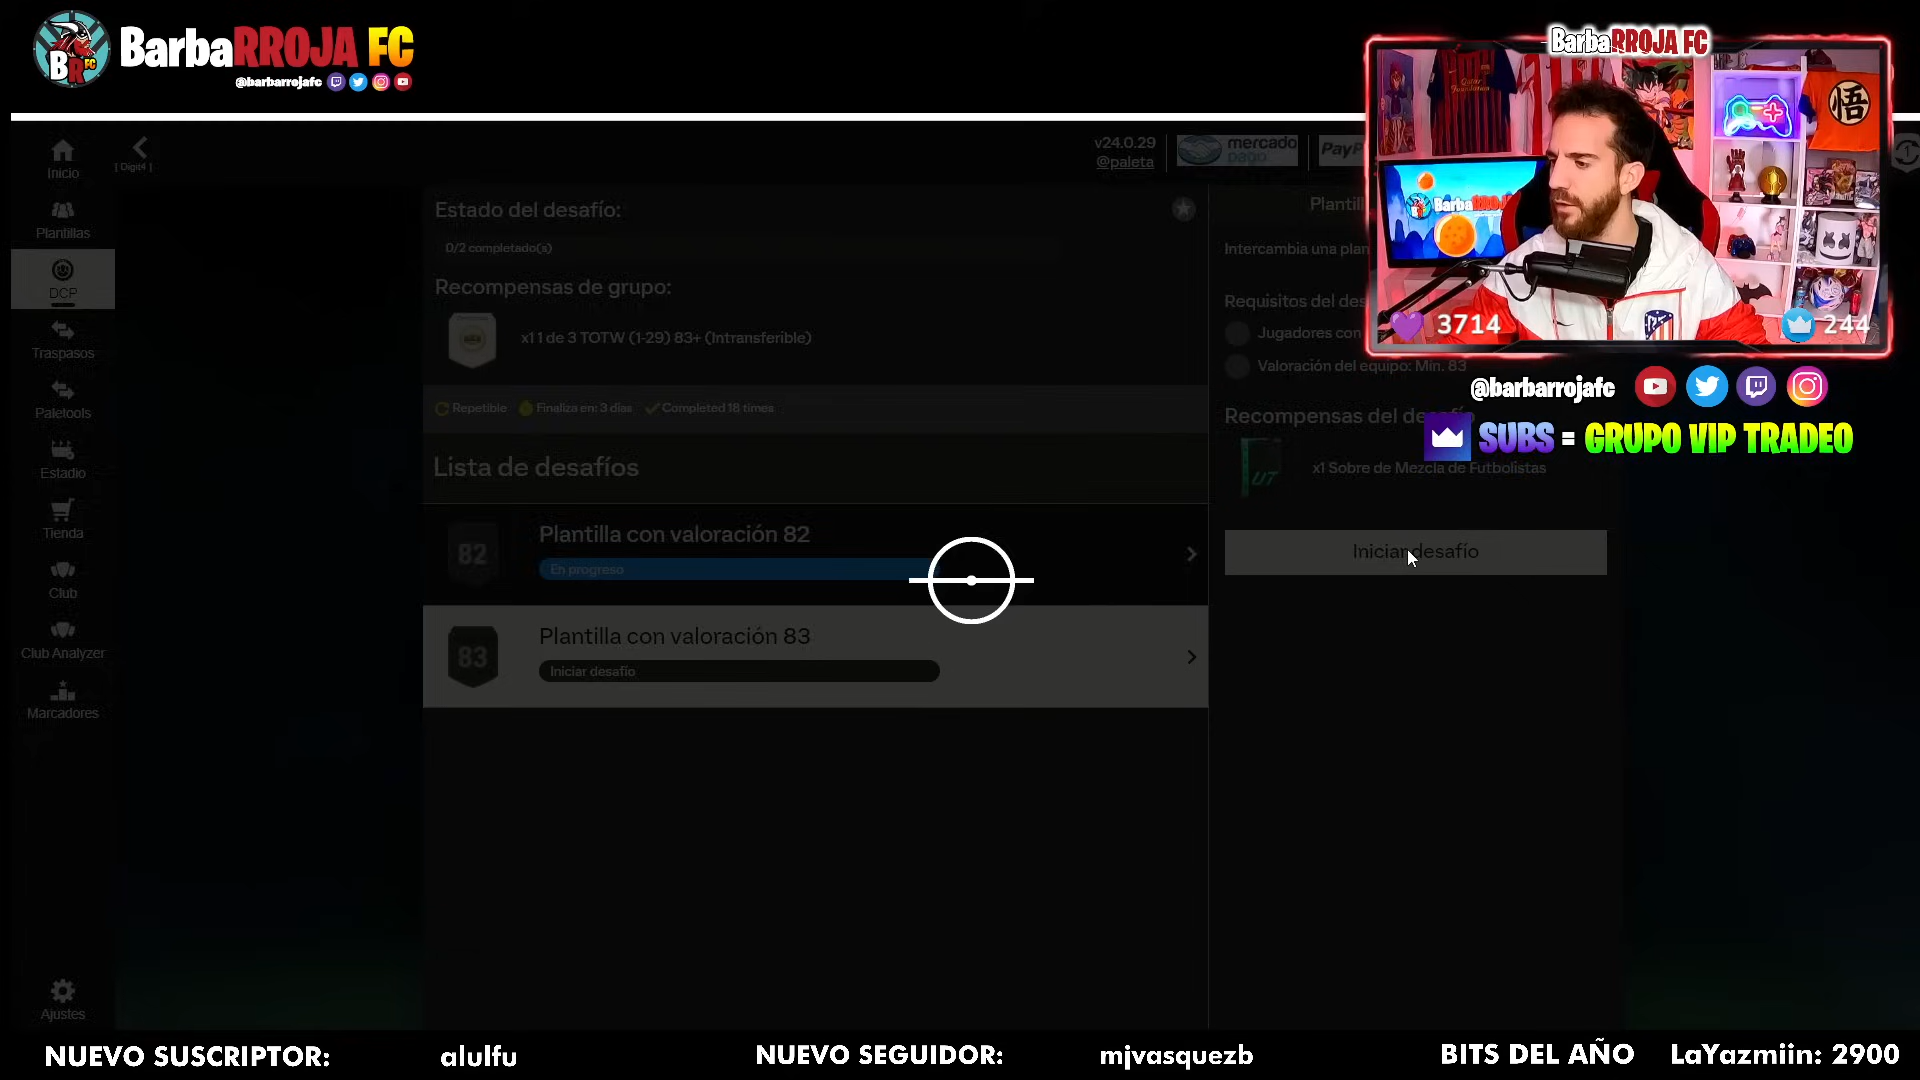 BarbaRROJA FC
@barbarrojafc
BarbaRROJA FC
Inicio
Plantillas
DCP
Traspasos
Paletools
Estadio
Tienda
Club
Club Analyzer
Marcadores
Ajustes
| Digit4 |
v24.0.29
@paleta
mercado
pago
PayP
Estado del desafío:
0/2 completado(s)
Recompensas de grupo:
x1 1 de 3 TOTW (1-29) 83+ (Intransferible)
Repetible
Finaliza en: 3 días
Completed 18 times
Lista de desafíos
82
Plantilla con valoración 82
En progreso
83
Plantilla con valoración 83
Iniciar desafío
Plantill
Intercambia una plan
Requisitos del des
Jugadores con
Valoración del equipo: Mín. 83
Recompensas del desafío
UT
x1 Sobre de Mezcla de Futbolistas
Iniciar desafío
3714
244
@barbarrojafc
SUBS = GRUPO VIP TRADEO
NUEVO SUSCRIPTOR: alulfu
NUEVO SEGUIDOR: mjvasquezb
BITS DEL AÑO LaYazmiin: 2900